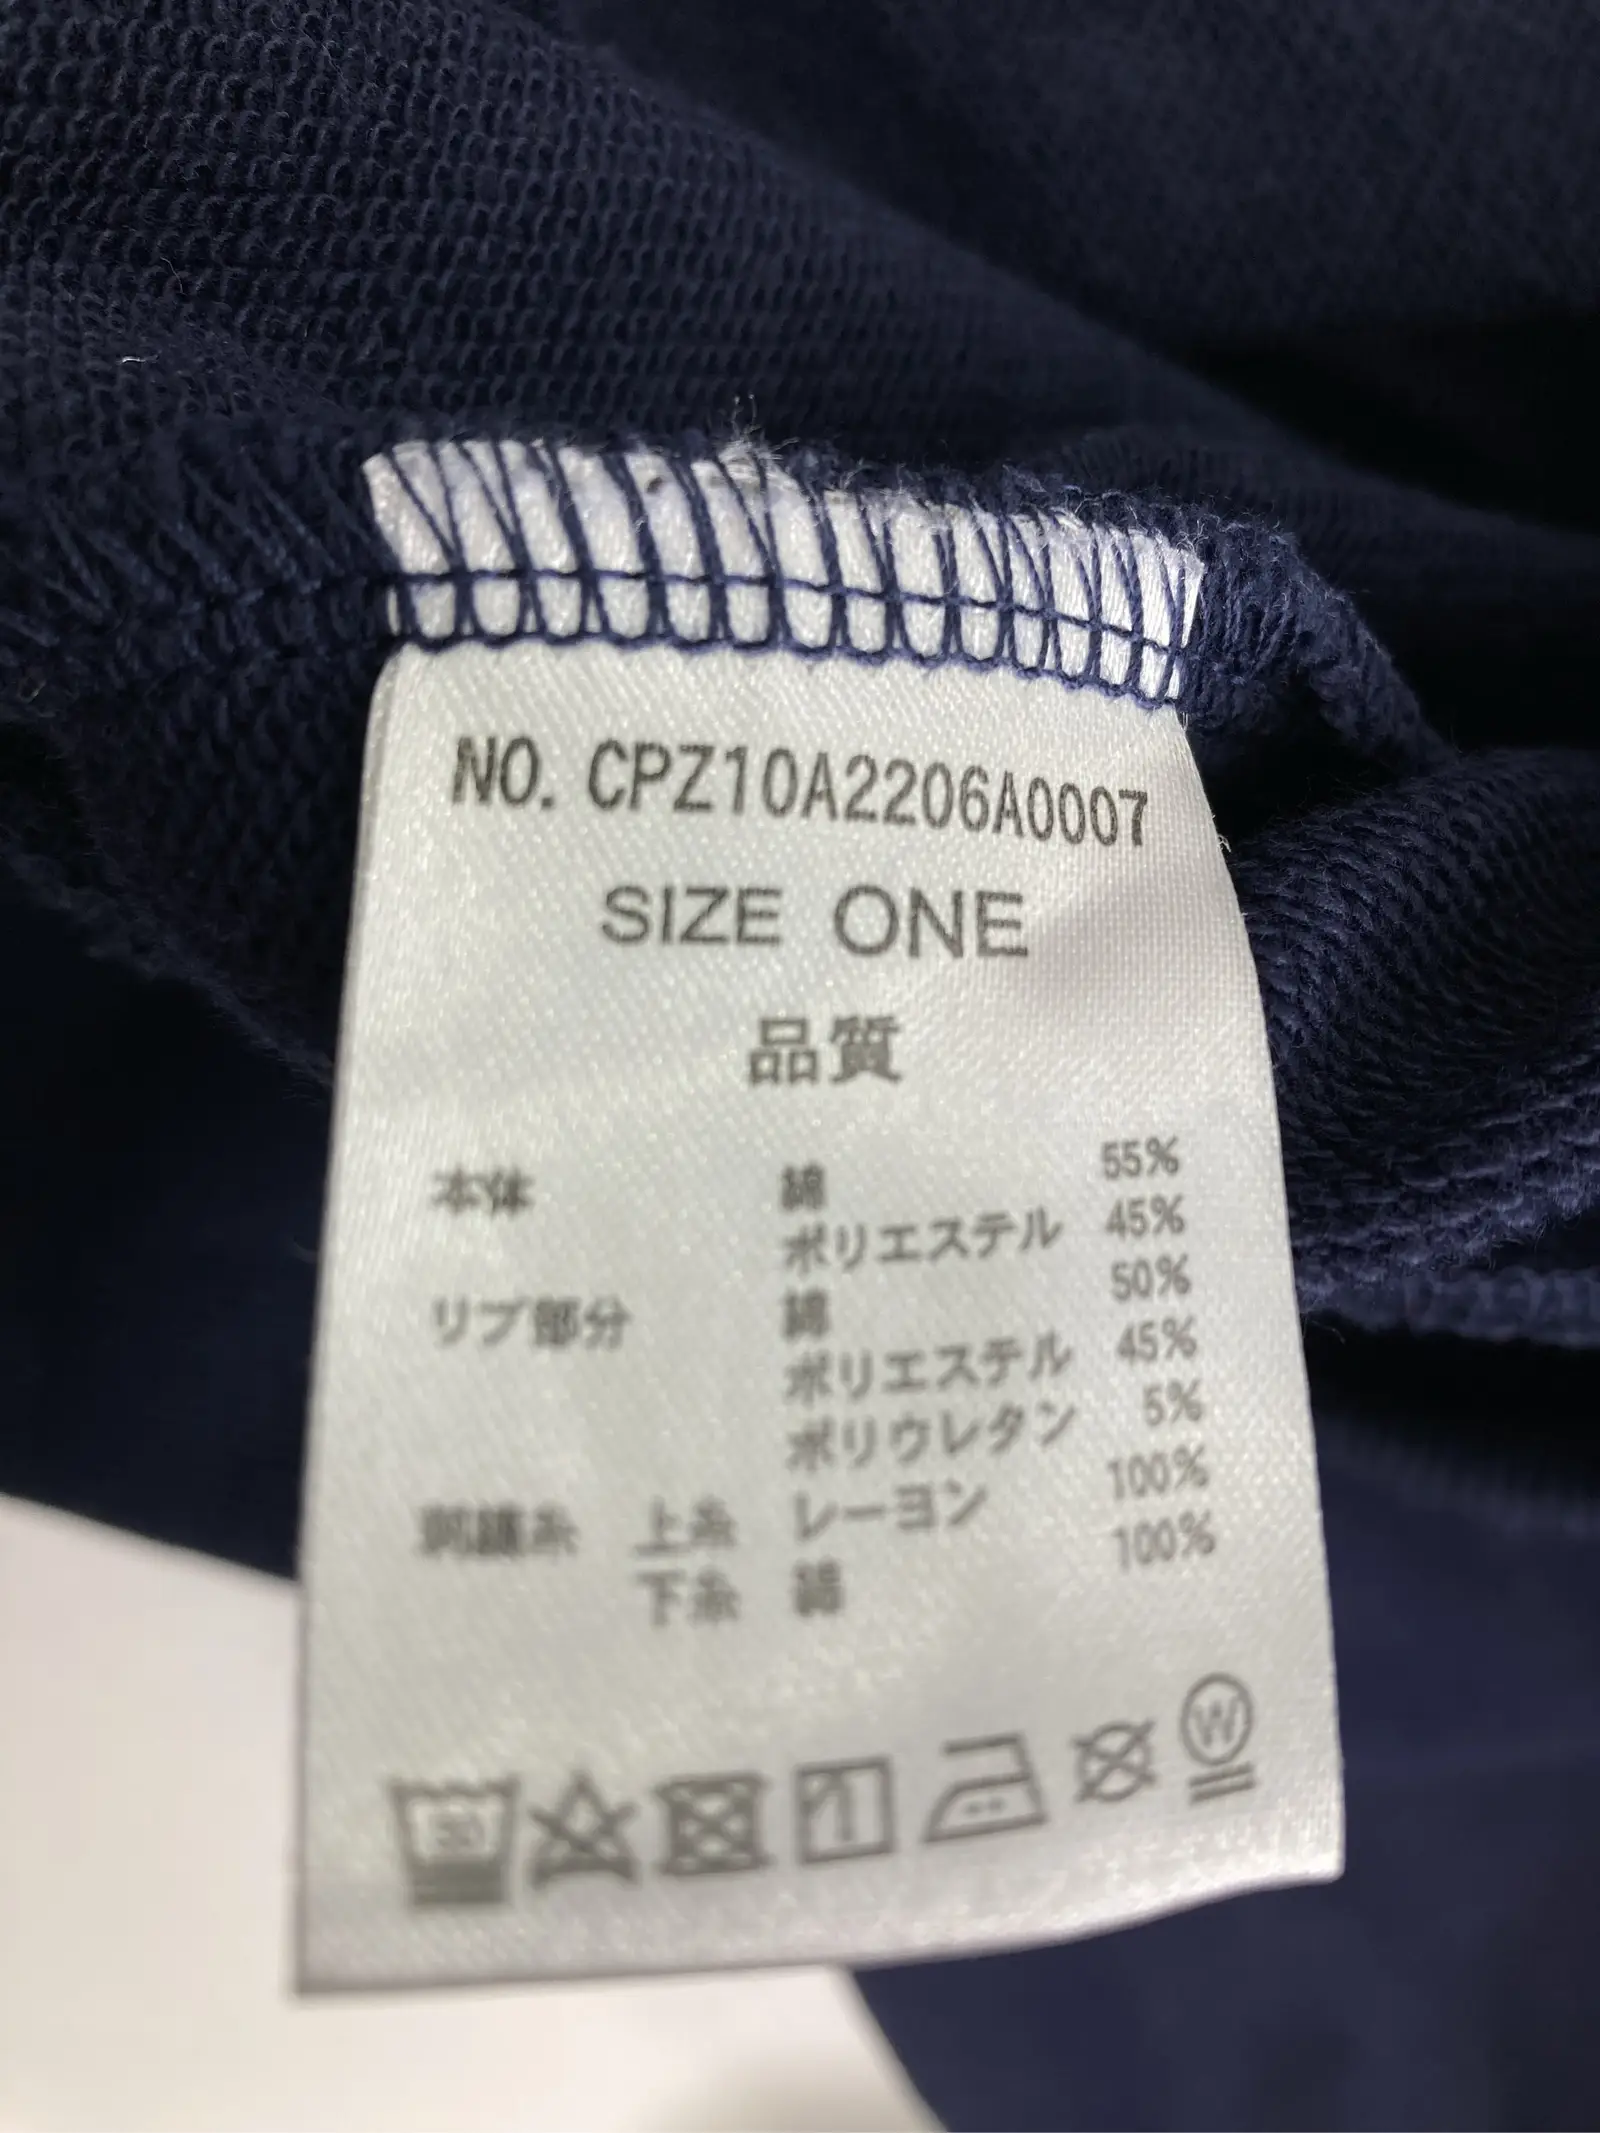 NO. CPZ10A2206A0007
SIZE ONE
品質
本体 綿 55%
ポリエステル 45%
リブ部分 綿 50%
ポリエステル 45%
ポリウレタン 5%
刺繍糸 上糸 レーヨン 100%
下糸 綿 100%
30
W